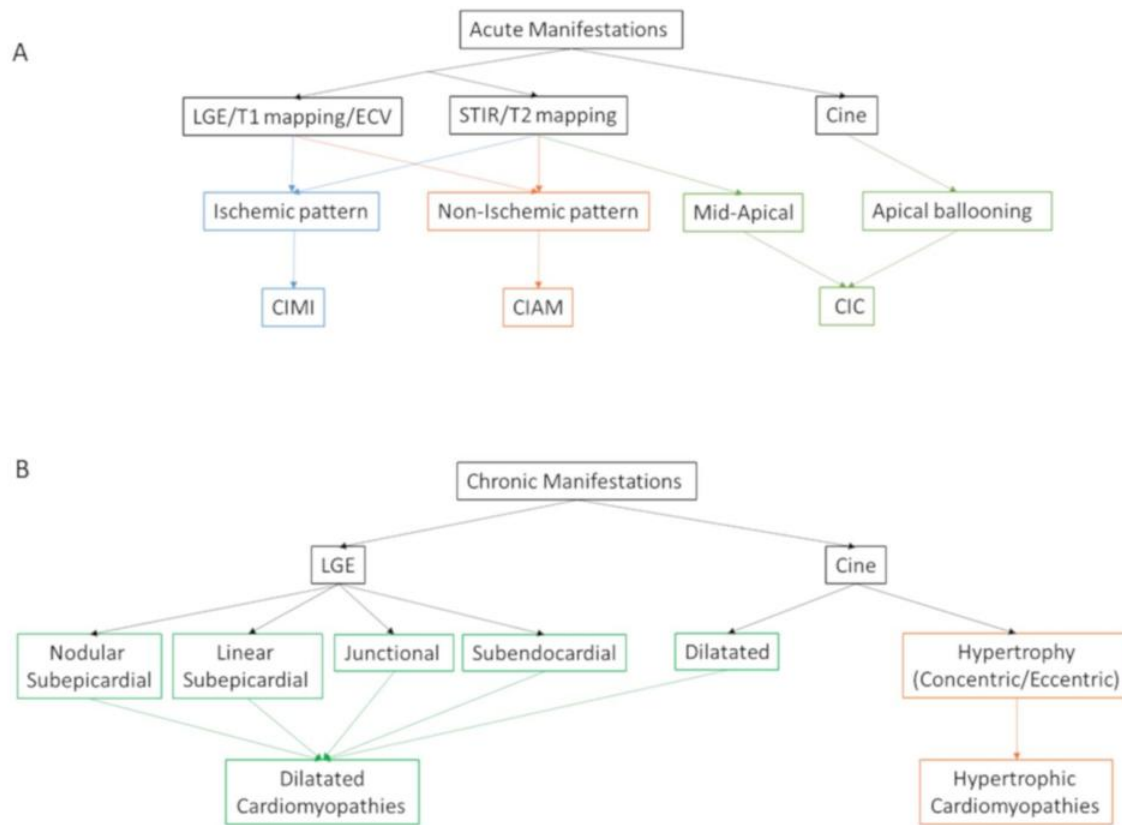 A
Acute Manifestations
LGE/T1 mapping/ECV
STIR/T2 mapping
Cine
Ischemic pattern
Non-Ischemic pattern
Mid-Apical
Apical ballooning
CIMI
CIAM
CIC
B
Chronic Manifestations
LGE
Cine
Nodular
Subepicardial
Linear
Subepicardial
Junctional
Subendocardial
Dilatated
Hypertrophy
(Concentric/Eccentric)
Dilatated
Cardiomyopathies
Hypertrophic
Cardiomyopathies